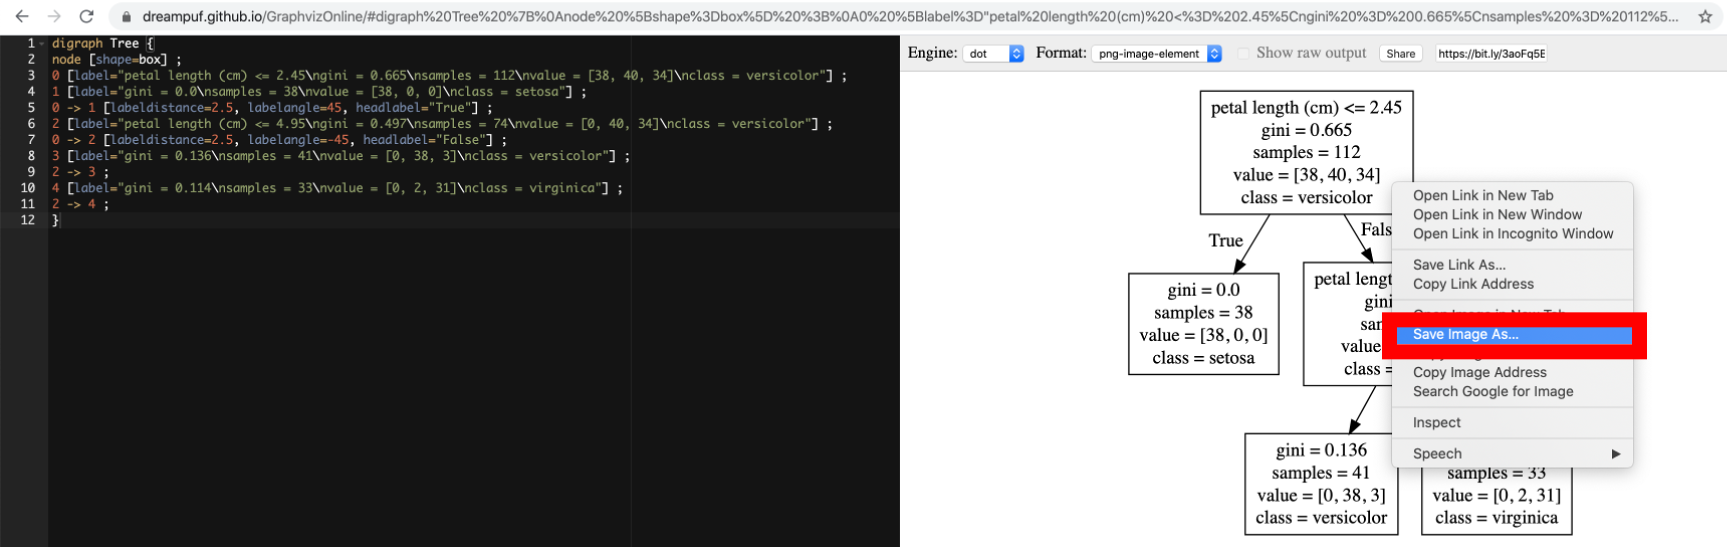 dreampuf.github.io/GraphvizOnline/#digraph%20Tree%20%7B%0Anode%20%5Bshape%3Dbox%5D%20%3B%0A0%20%5Blabel%3D"petal%20length%20(cm)%20<%3D%202.45%5Cngini%20%3D%200.665%5Cnsamples%20%3D%20112%5...
1 digraph Tree {
2 node [shape=box] ;
3 0 [label="petal length (cm) <= 2.45\ngini = 0.665\nsamples = 112\nvalue = [38, 40, 34]\nclass = versicolor"] ;
4 1 [label="gini = 0.0\nsamples = 38\nvalue = [38, 0, 0]\nclass = setosa"] ;
5 0 -> 1 [labeldistance=2.5, labelangle=45, headlabel="True"] ;
6 2 [label="petal length (cm) <= 4.95\ngini = 0.497\nsamples = 74\nvalue = [0, 40, 34]\nclass = versicolor"] ;
7 0 -> 2 [labeldistance=2.5, labelangle=-45, headlabel="False"] ;
8 3 [label="gini = 0.136\nsamples = 41\nvalue = [0, 38, 3]\nclass = versicolor"] ;
9 2 -> 3 ;
10 4 [label="gini = 0.114\nsamples = 33\nvalue = [0, 2, 31]\nclass = virginica"] ;
11 2 -> 4 ;
12 }
Engine: dot Format: png-image-element Show raw output Share https://bit.ly/3aoFq5E
petal length (cm) <= 2.45
gini = 0.665
samples = 112
value = [38, 40, 34]
class = versicolor
True
Fals
gini = 0.0
samples = 38
value = [38, 0, 0]
class = setosa
petal lengt
gini
sar
value
class =
gini = 0.136
samples = 41
value = [0, 38, 3]
class = versicolor
samples = 33
value = [0, 2, 31]
class = virginica
Open Link in New Tab
Open Link in New Window
Open Link in Incognito Window
Save Link As...
Copy Link Address
Save Image As...
Copy Image Address
Search Google for Image
Inspect
Speech